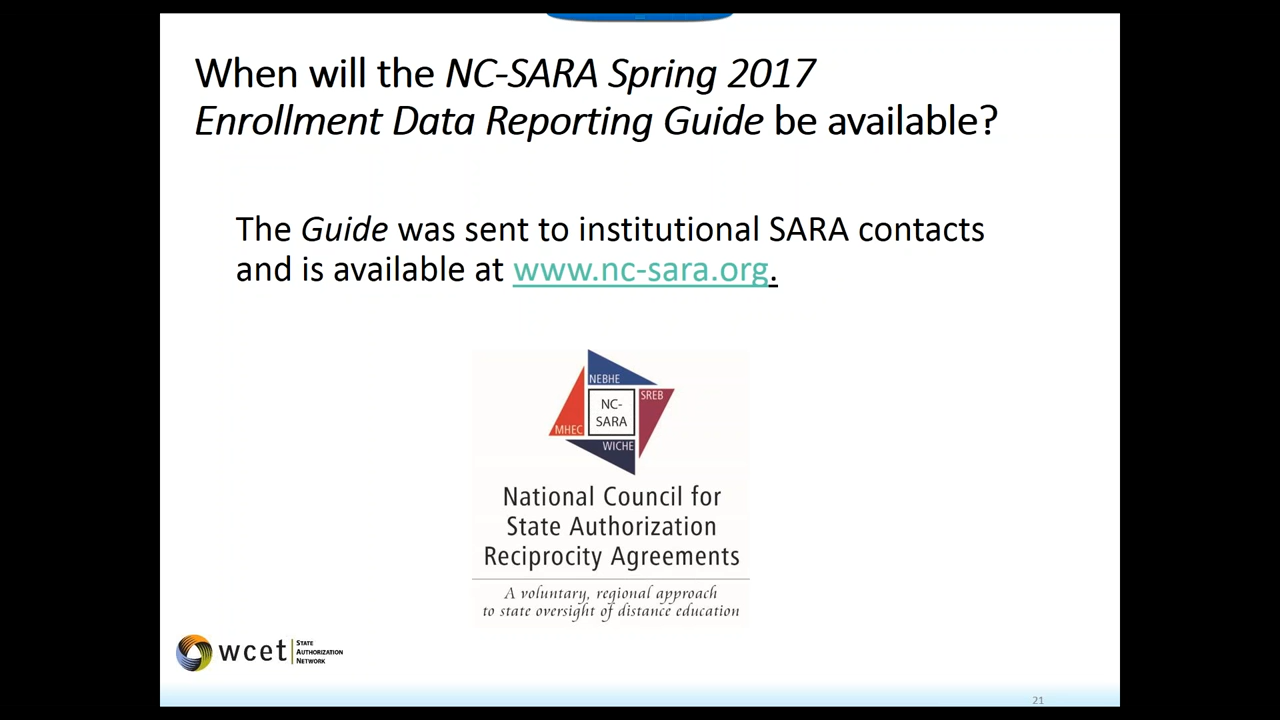 When will the NC-SARA Spring 2017
Enrollment Data Reporting Guide be available?
The Guide was sent to institutional SARA contacts
and is available at www.nc-sara.org.
NEBHE
SREB
NC-
SARA
MHEC
WICHE
National Council for
State Authorization
Reciprocity Agreements
A voluntary, regional approach
to state oversight of distance education
wcet
STATE
AUTHORIZATION
NETWORK
21